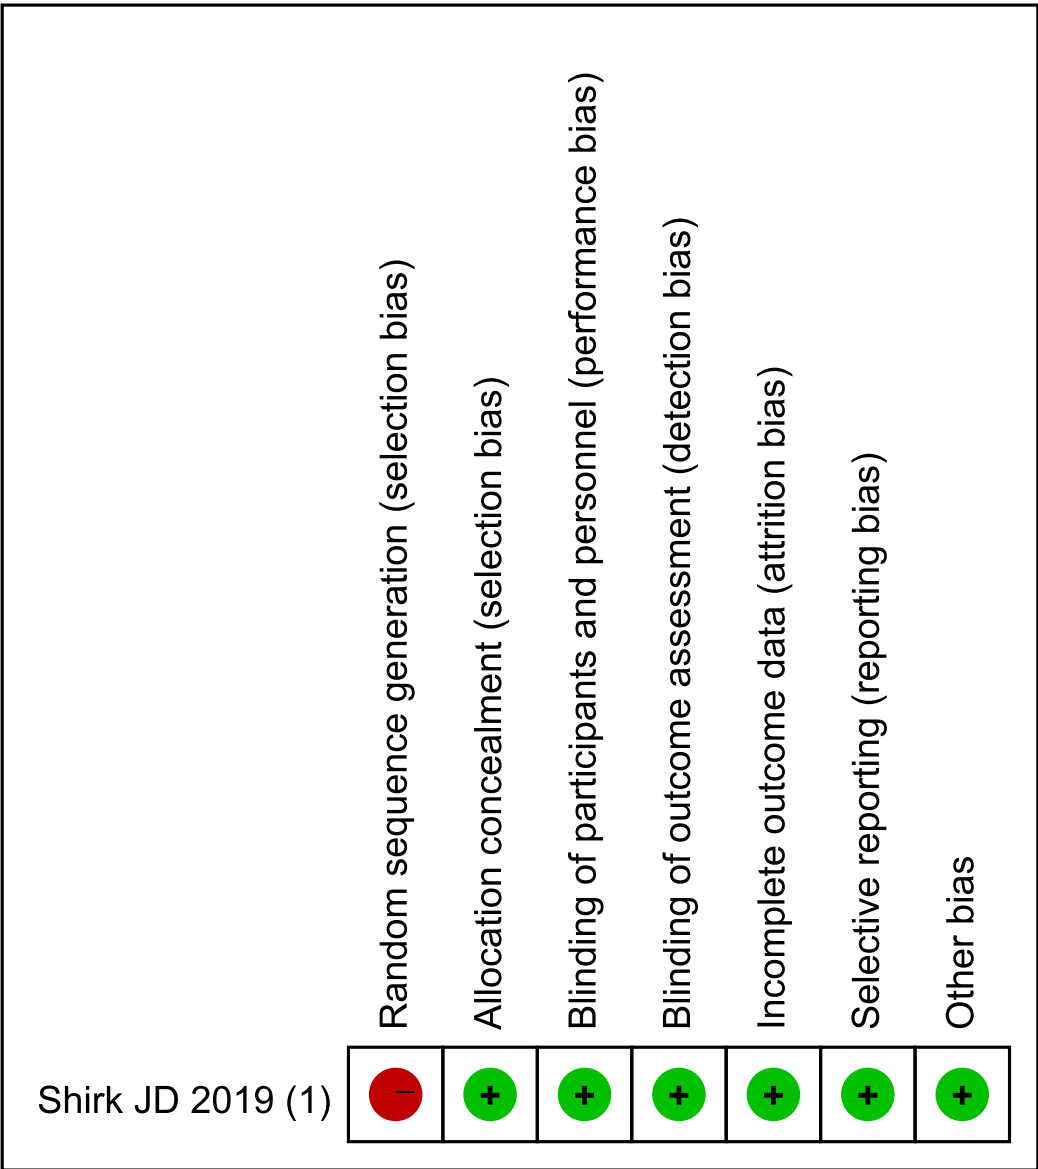 Random sequence generation (selection bias)
Allocation concealment (selection bias)
Blinding of participants and personnel (performance bias)
Blinding of outcome assessment (detection bias)
Incomplete outcome data (attrition bias)
Selective reporting (reporting bias)
Other bias
Shirk JD 2019 (1) – + + + + + +